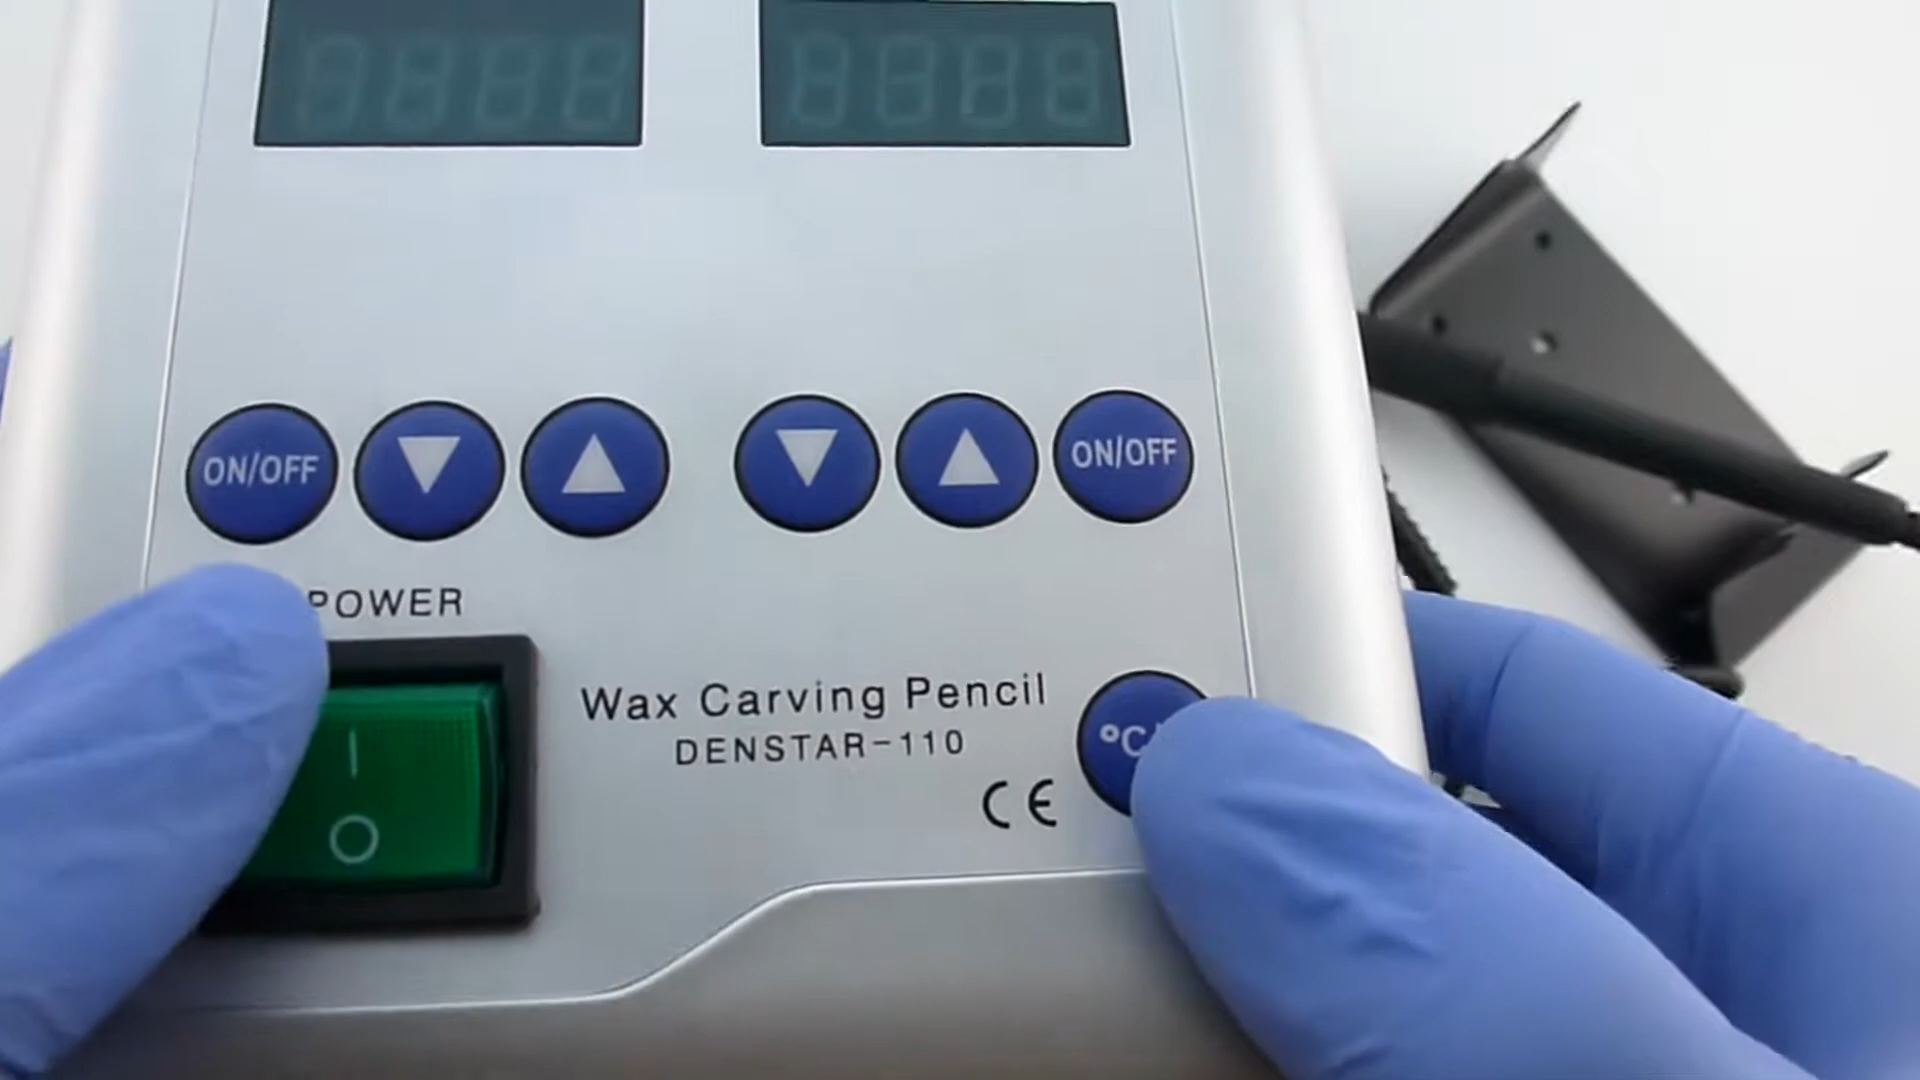 ON/OFF ON/OFF
POWER
Wax Carving Pencil
DENSTAR-110
°C
CE